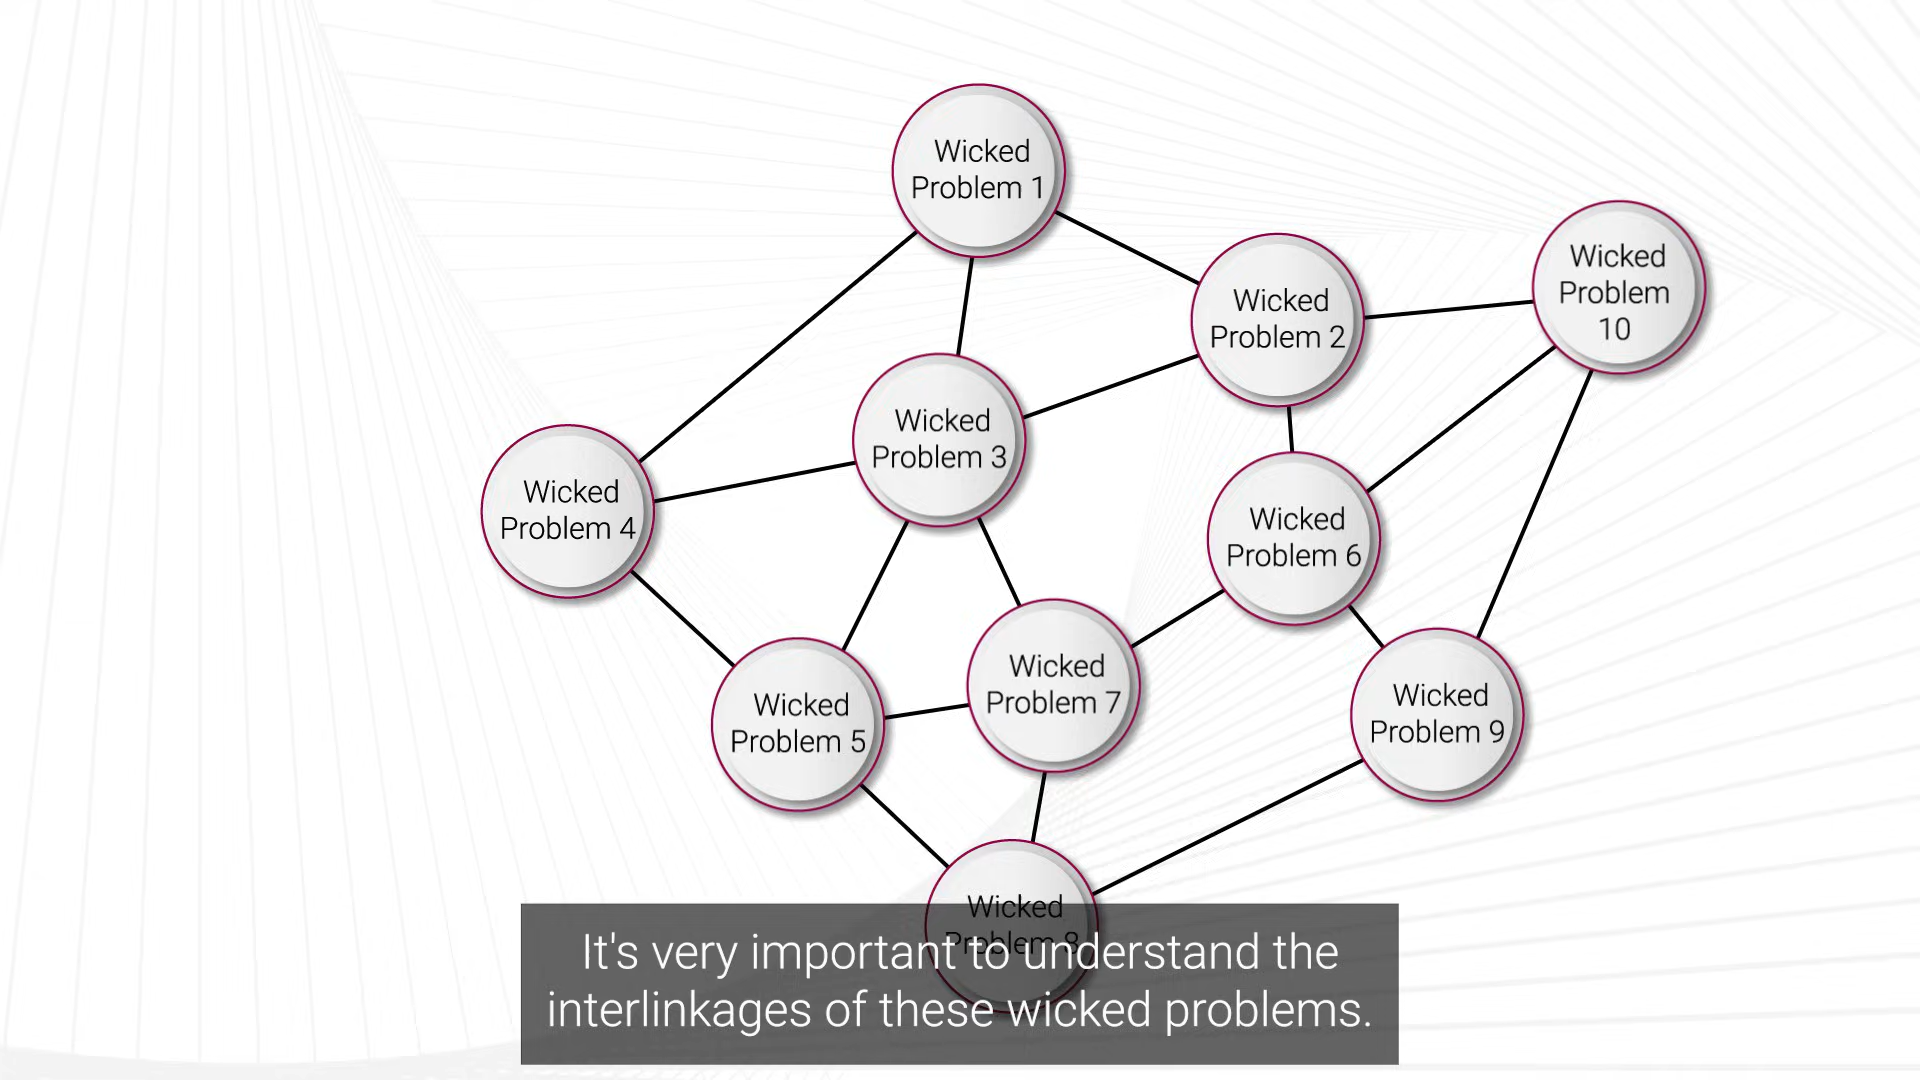 Wicked
Problem 1
Wicked
Problem 2
Wicked
Problem
10
Wicked
Problem 3
Wicked
Problem 4
Wicked
Problem 6
Wicked
Problem 7
Wicked
Problem 5
Wicked
Problem 9
Wicked
Problem 8
It's very important to understand the
interlinkages of these wicked problems.